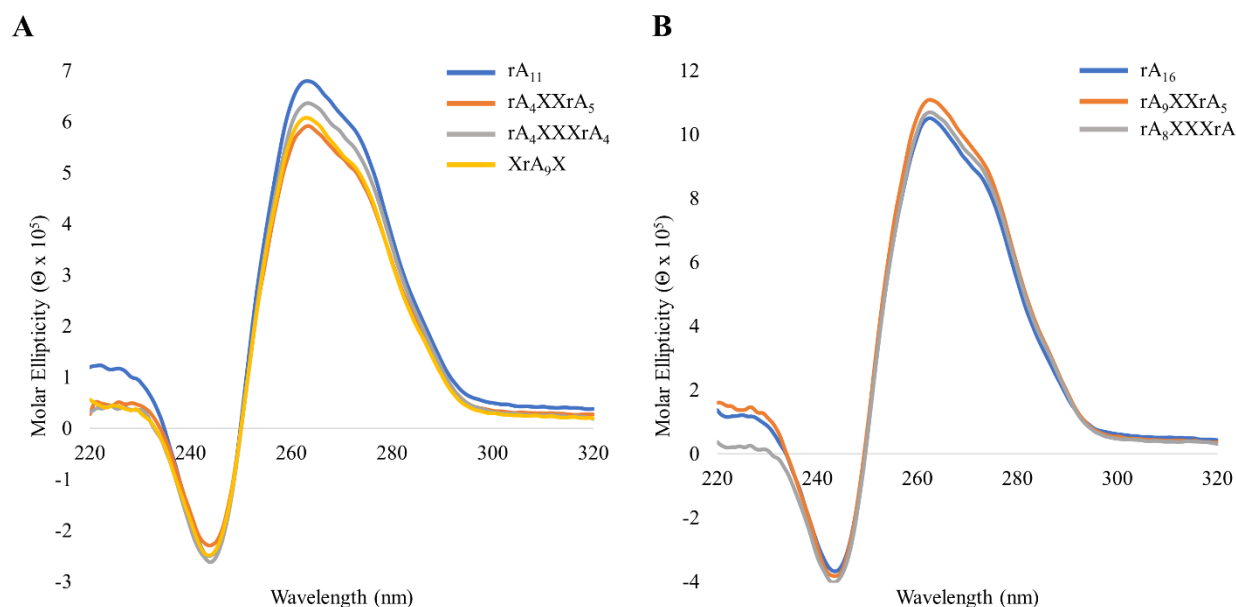 A
Molar Ellipticity (Θ x 10⁵)
7
6
5
4
3
2
1
0
-1
-2
-3
220 240 260 280 300 320
Wavelength (nm)
rA₁₁
rA₄XXrA₅
rA₄XXXrA₄
XrA₉X
B
Molar Ellipticity (Θ x 10⁵)
12
10
8
6
4
2
0
-2
-4
220 240 260 280 300 320
Wavelength (nm)
rA₁₆
rA₉XXrA₅
rA₈XXXrA